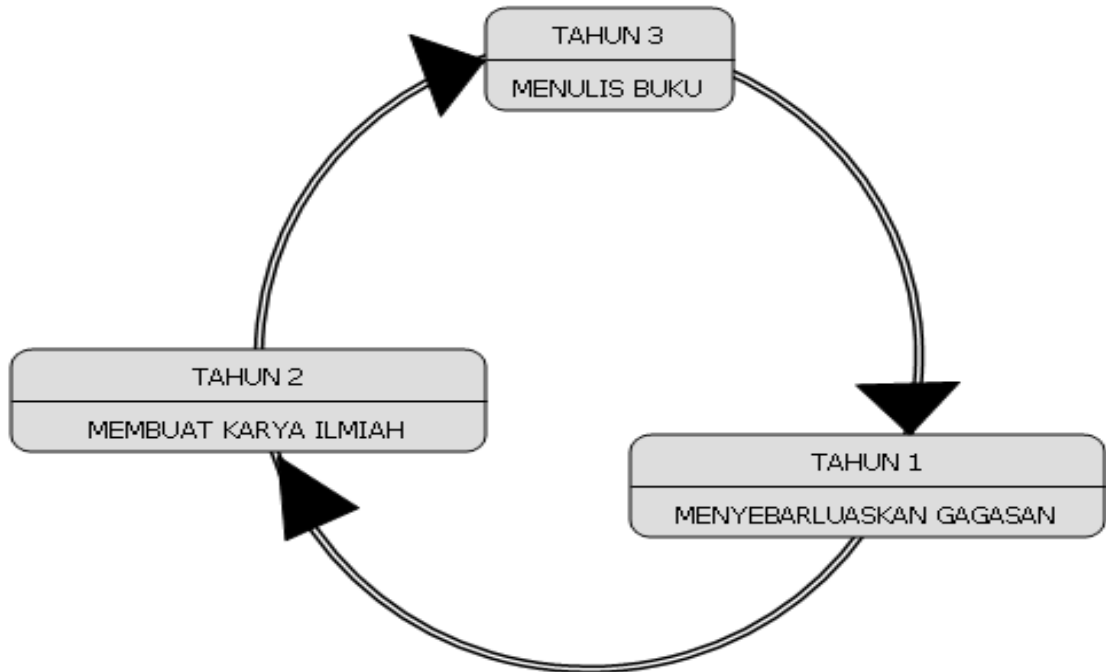 TAHUN 3
MENULIS BUKU
TAHUN 2
MEMBUAT KARYA ILMIAH
TAHUN 1
MENYEBARLUASKAN GAGASAN